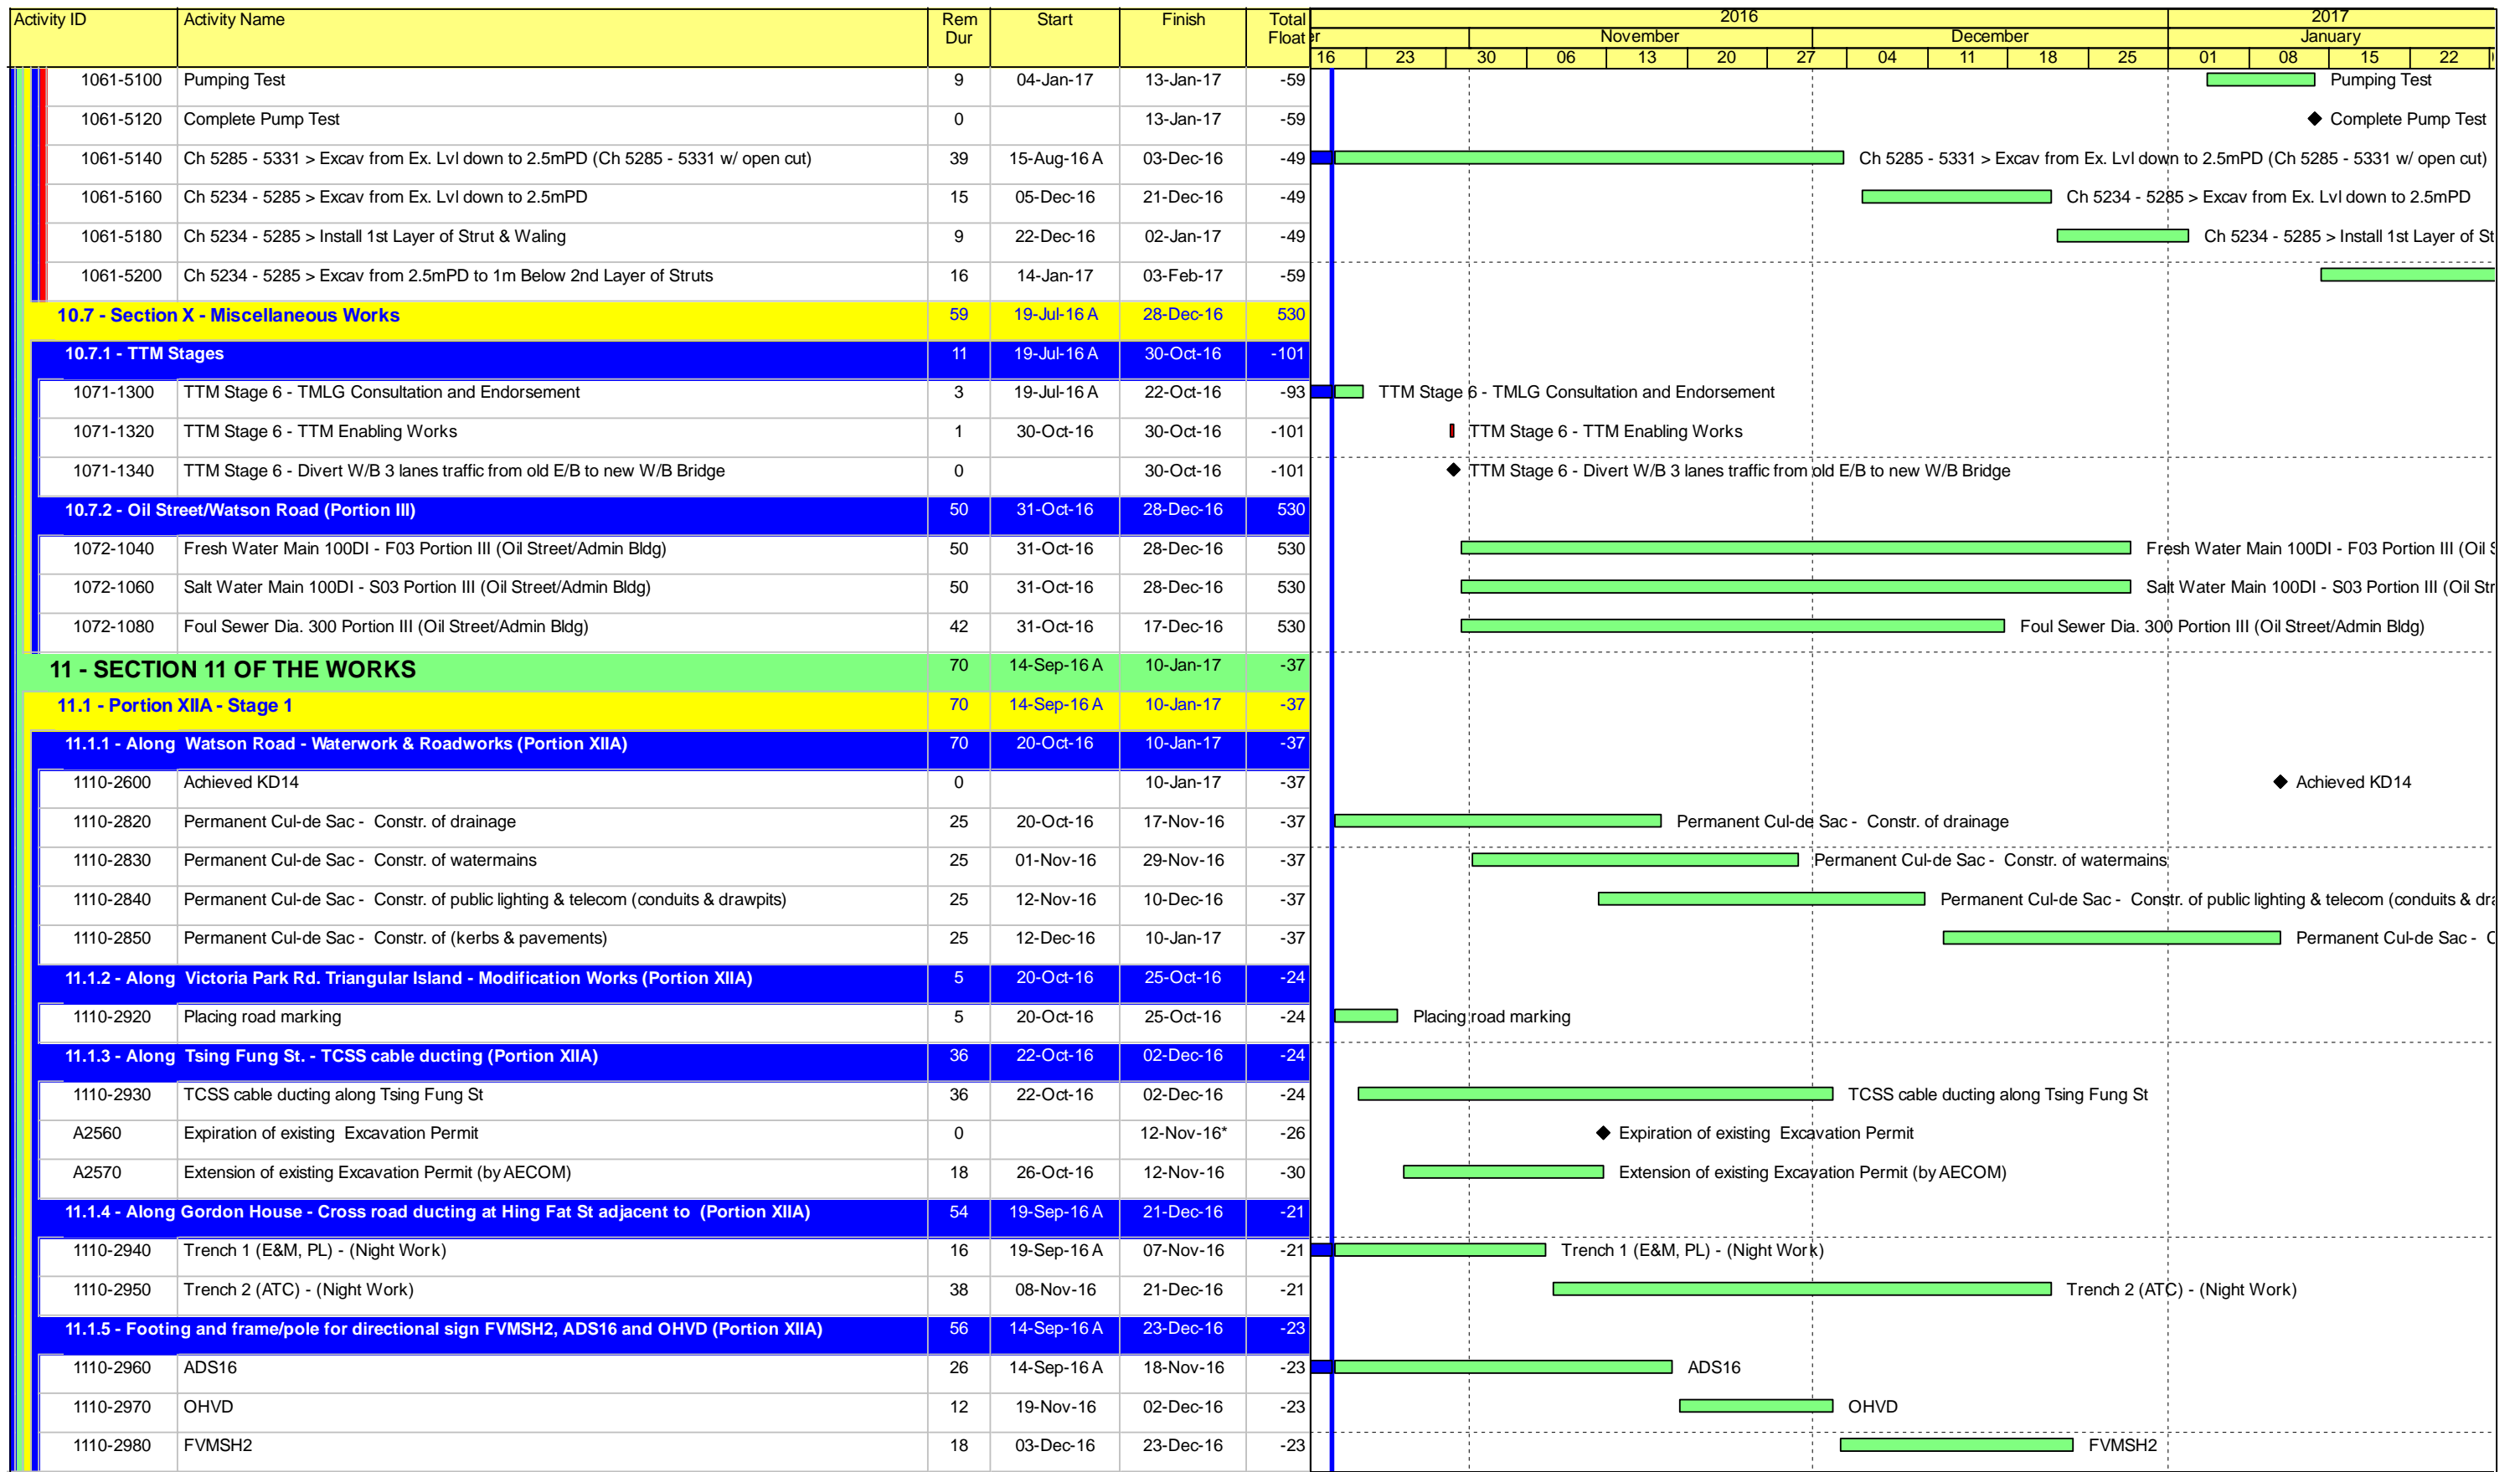 Activity ID Activity Name Rem Dur Start Finish Total Float
2016 2017
er November December January
16 23 30 06 13 20 27 04 11 18 25 01 08 15 22
1061-5100 Pumping Test 9 04-Jan-17 13-Jan-17 -59 Pumping Test
1061-5120 Complete Pump Test 0 13-Jan-17 -59 Complete Pump Test
1061-5140 Ch 5285 - 5331 > Excav from Ex. Lvl down to 2.5mPD (Ch 5285 - 5331 w/ open cut) 39 15-Aug-16 A 03-Dec-16 -49 Ch 5285 - 5331 > Excav from Ex. Lvl down to 2.5mPD (Ch 5285 - 5331 w/ open cut)
1061-5160 Ch 5234 - 5285 > Excav from Ex. Lvl down to 2.5mPD 15 05-Dec-16 21-Dec-16 -49 Ch 5234 - 5285 > Excav from Ex. Lvl down to 2.5mPD
1061-5180 Ch 5234 - 5285 > Install 1st Layer of Strut & Waling 9 22-Dec-16 02-Jan-17 -49 Ch 5234 - 5285 > Install 1st Layer of St
1061-5200 Ch 5234 - 5285 > Excav from 2.5mPD to 1m Below 2nd Layer of Struts 16 14-Jan-17 03-Feb-17 -59
10.7 - Section X - Miscellaneous Works 59 19-Jul-16 A 28-Dec-16 530
10.7.1 - TTM Stages 11 19-Jul-16 A 30-Oct-16 -101
1071-1300 TTM Stage 6 - TMLG Consultation and Endorsement 3 19-Jul-16 A 22-Oct-16 -93 TTM Stage 6 - TMLG Consultation and Endorsement
1071-1320 TTM Stage 6 - TTM Enabling Works 1 30-Oct-16 30-Oct-16 -101 TTM Stage 6 - TTM Enabling Works
1071-1340 TTM Stage 6 - Divert W/B 3 lanes traffic from old E/B to new W/B Bridge 0 30-Oct-16 -101 TTM Stage 6 - Divert W/B 3 lanes traffic from old E/B to new W/B Bridge
10.7.2 - Oil Street/Watson Road (Portion III) 50 31-Oct-16 28-Dec-16 530
1072-1040 Fresh Water Main 100DI - F03 Portion III (Oil Street/Admin Bldg) 50 31-Oct-16 28-Dec-16 530 Fresh Water Main 100DI - F03 Portion III (Oil S
1072-1060 Salt Water Main 100DI - S03 Portion III (Oil Street/Admin Bldg) 50 31-Oct-16 28-Dec-16 530 Salt Water Main 100DI - S03 Portion III (Oil Str
1072-1080 Foul Sewer Dia. 300 Portion III (Oil Street/Admin Bldg) 42 31-Oct-16 17-Dec-16 530 Foul Sewer Dia. 300 Portion III (Oil Street/Admin Bldg)
11 - SECTION 11 OF THE WORKS 70 14-Sep-16 A 10-Jan-17 -37
11.1 - Portion XIIA - Stage 1 70 14-Sep-16 A 10-Jan-17 -37
11.1.1 - Along Watson Road - Waterwork & Roadworks (Portion XIIA) 70 20-Oct-16 10-Jan-17 -37
1110-2600 Achieved KD14 0 10-Jan-17 -37 Achieved KD14
1110-2820 Permanent Cul-de Sac - Constr. of drainage 25 20-Oct-16 17-Nov-16 -37 Permanent Cul-de Sac - Constr. of drainage
1110-2830 Permanent Cul-de Sac - Constr. of watermains 25 01-Nov-16 29-Nov-16 -37 Permanent Cul-de Sac - Constr. of watermains
1110-2840 Permanent Cul-de Sac - Constr. of public lighting & telecom (conduits & drawpits) 25 12-Nov-16 10-Dec-16 -37 Permanent Cul-de Sac - Constr. of public lighting & telecom (conduits & dra
1110-2850 Permanent Cul-de Sac - Constr. of (kerbs & pavements) 25 12-Dec-16 10-Jan-17 -37 Permanent Cul-de Sac - C
11.1.2 - Along Victoria Park Rd. Triangular Island - Modification Works (Portion XIIA) 5 20-Oct-16 25-Oct-16 -24
1110-2920 Placing road marking 5 20-Oct-16 25-Oct-16 -24 Placing road marking
11.1.3 - Along Tsing Fung St. - TCSS cable ducting (Portion XIIA) 36 22-Oct-16 02-Dec-16 -24
1110-2930 TCSS cable ducting along Tsing Fung St 36 22-Oct-16 02-Dec-16 -24 TCSS cable ducting along Tsing Fung St
A2560 Expiration of existing Excavation Permit 0 12-Nov-16* -26 Expiration of existing Excavation Permit
A2570 Extension of existing Excavation Permit (by AECOM) 18 26-Oct-16 12-Nov-16 -30 Extension of existing Excavation Permit (by AECOM)
11.1.4 - Along Gordon House - Cross road ducting at Hing Fat St adjacent to (Portion XIIA) 54 19-Sep-16 A 21-Dec-16 -21
1110-2940 Trench 1 (E&M, PL) - (Night Work) 16 19-Sep-16 A 07-Nov-16 -21 Trench 1 (E&M, PL) - (Night Work)
1110-2950 Trench 2 (ATC) - (Night Work) 38 08-Nov-16 21-Dec-16 -21 Trench 2 (ATC) - (Night Work)
11.1.5 - Footing and frame/pole for directional sign FVMSH2, ADS16 and OHVD (Portion XIIA) 56 14-Sep-16 A 23-Dec-16 -23
1110-2960 ADS16 26 14-Sep-16 A 18-Nov-16 -23 ADS16
1110-2970 OHVD 12 19-Nov-16 02-Dec-16 -23 OHVD
1110-2980 FVMSH2 18 03-Dec-16 23-Dec-16 -23 FVMSH2